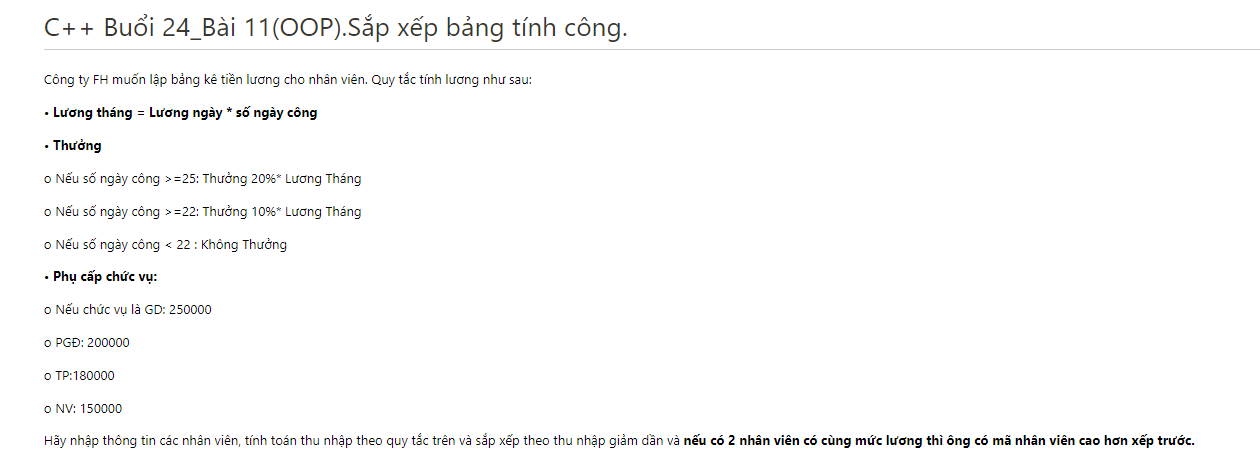 C++ Buổi 24_Bài 11(OOP).Sắp xếp bảng tính công.
Công ty FH muốn lập bảng kê tiền lương cho nhân viên. Quy tắc tính lương như sau:
• Lương tháng = Lương ngày * số ngày công
• Thưởng
o Nếu số ngày công >=25: Thưởng 20%* Lương Tháng
o Nếu số ngày công >=22: Thưởng 10%* Lương Tháng
o Nếu số ngày công < 22 : Không Thưởng
• Phụ cấp chức vụ:
o Nếu chức vụ là GD: 250000
o PGĐ: 200000
o TP:180000
o NV: 150000
Hãy nhập thông tin các nhân viên, tính toán thu nhập theo quy tắc trên và sắp xếp theo thu nhập giảm dần và nếu có 2 nhân viên có cùng mức lương thì ông có mã nhân viên cao hơn xếp trước.